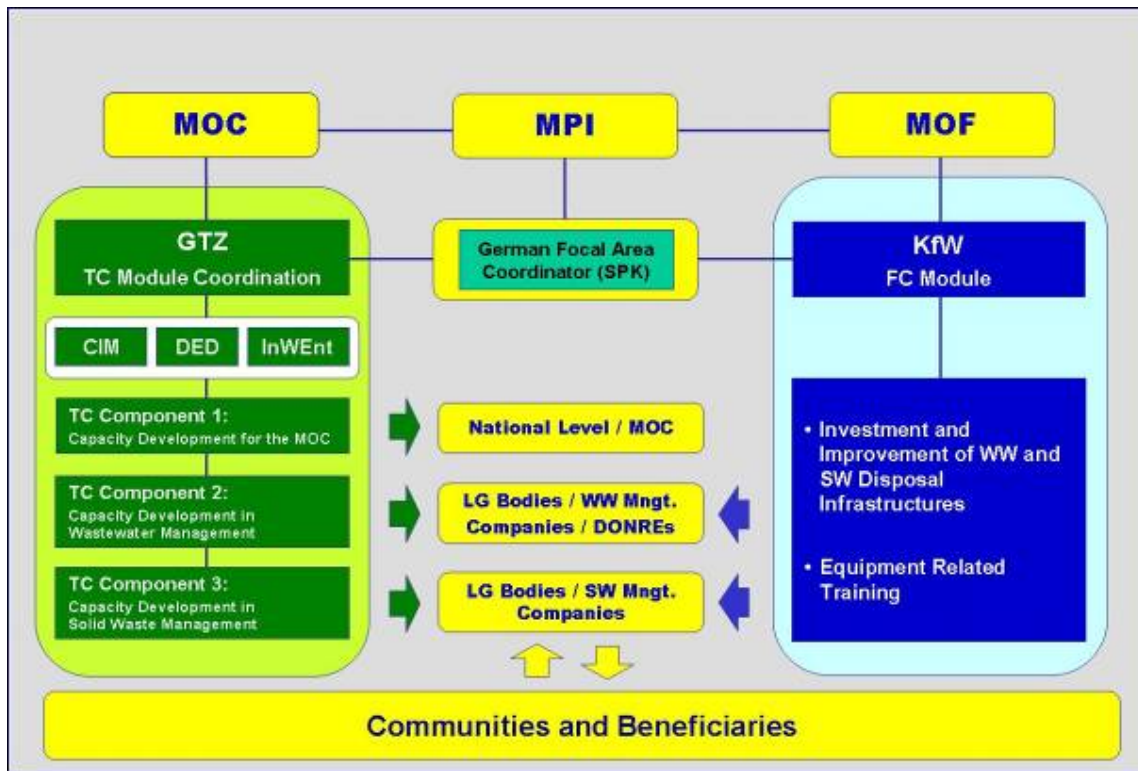 MOC
MPI
MOF
GTZ
TC Module Coordination
German Focal Area
Coordinator (SPK)
KfW
FC Module
CIM
DED
InWEnt
TC Component 1:
Capacity Development for the MOC
National Level / MOC
TC Component 2:
Capacity Development in
Wastewater Management
LG Bodies / WW Mngt.
Companies / DONREs
TC Component 3:
Capacity Development in
Solid Waste Management
LG Bodies / SW Mngt.
Companies
• Investment and
Improvement of WW and
SW Disposal
Infrastructures
• Equipment Related
Training
Communities and Beneficiaries